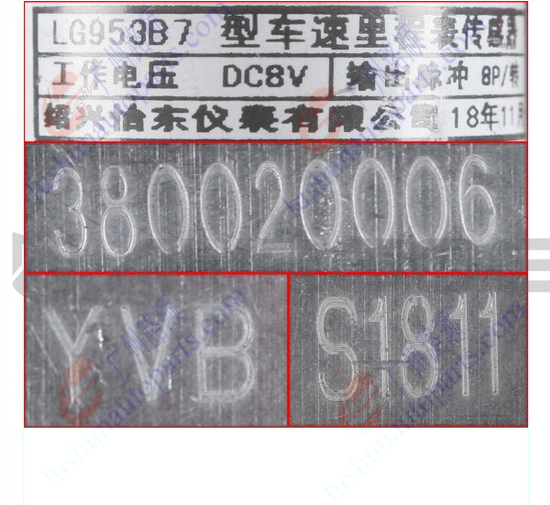 LG953B7 型车速里程表传感器
工作电压 DC8V 输出脉冲 8P/转
绍兴怡东仪表有限公司 18年11月
380020006
YVB S1811